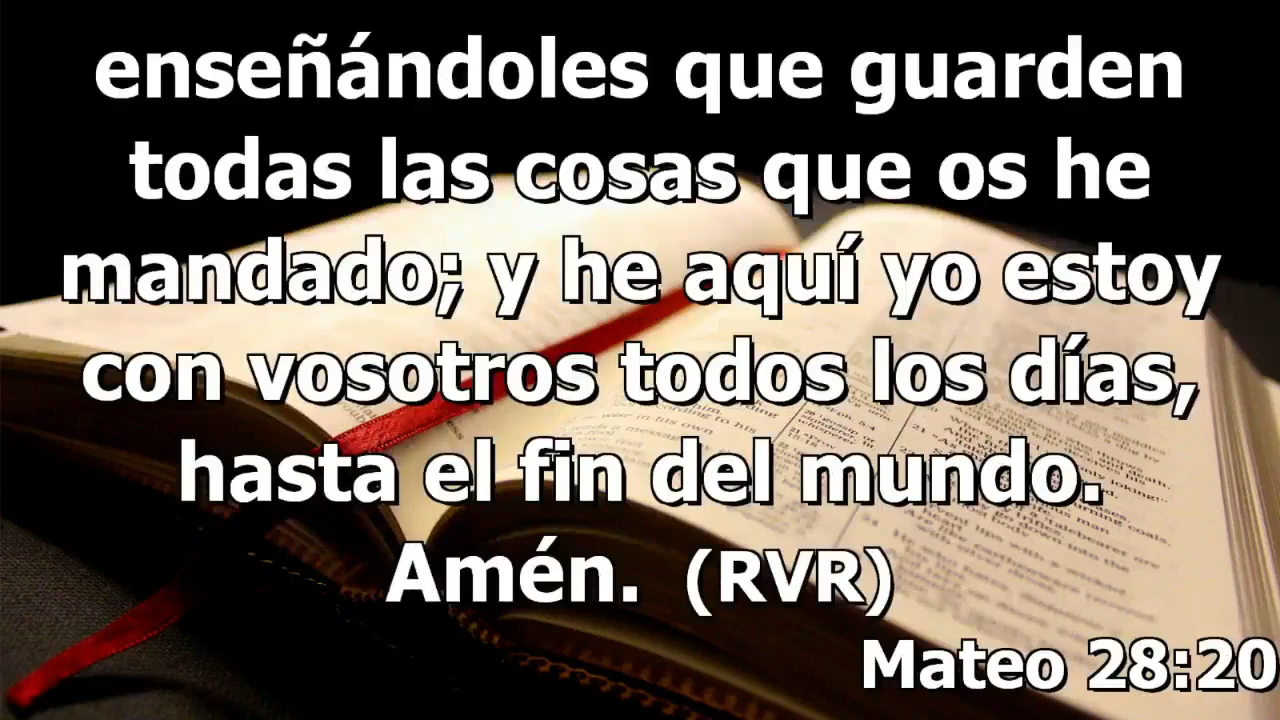 enseñándoles que guarden
todas las cosas que os he
mandado; y he aquí yo estoy
con vosotros todos los días,
hasta el fin del mundo.
Amén. (RVR)
Mateo 28:20